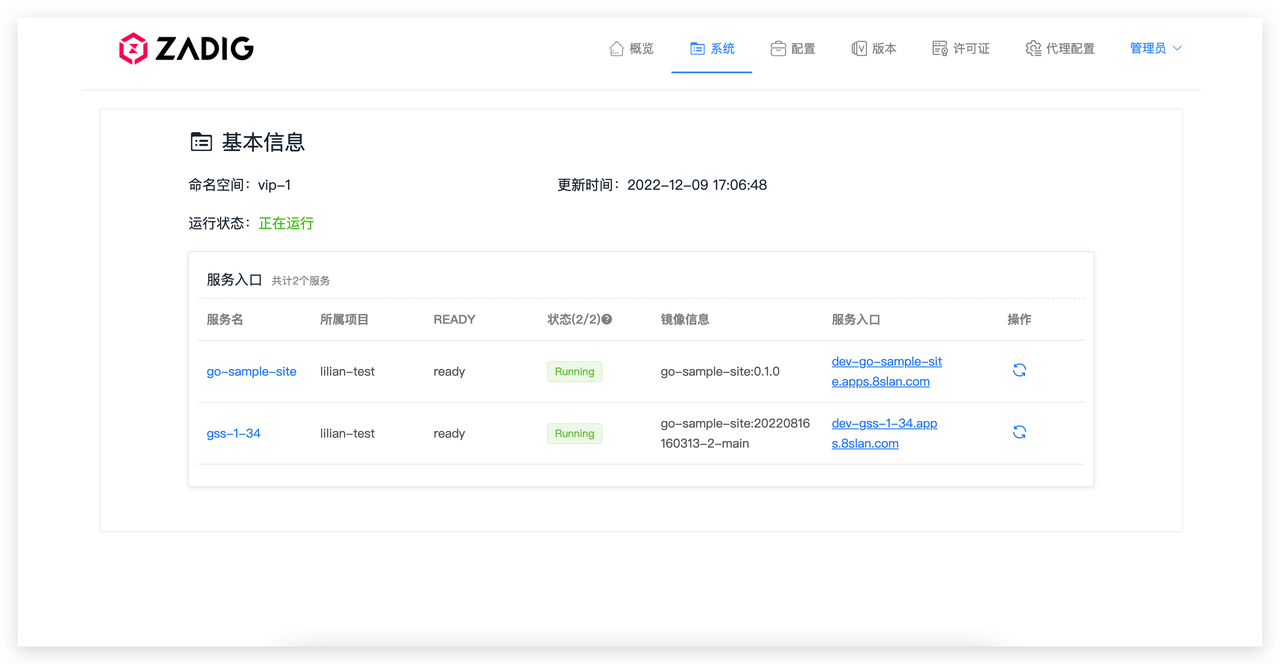 ZADIG
概览 系统 配置 版本 许可证 代理配置 管理员
基本信息
命名空间：vip-1 更新时间：2022-12-09 17:06:48
运行状态：正在运行
服务入口 共计2个服务
服务名 所属项目 READY 状态(2/2) 镜像信息 服务入口 操作
go-sample-site lilian-test ready Running go-sample-site:0.1.0 dev-go-sample-sit
e.apps.8slan.com
gss-1-34 lilian-test ready Running go-sample-site:20220816 dev-gss-1-34.app
160313-2-main s.8slan.com